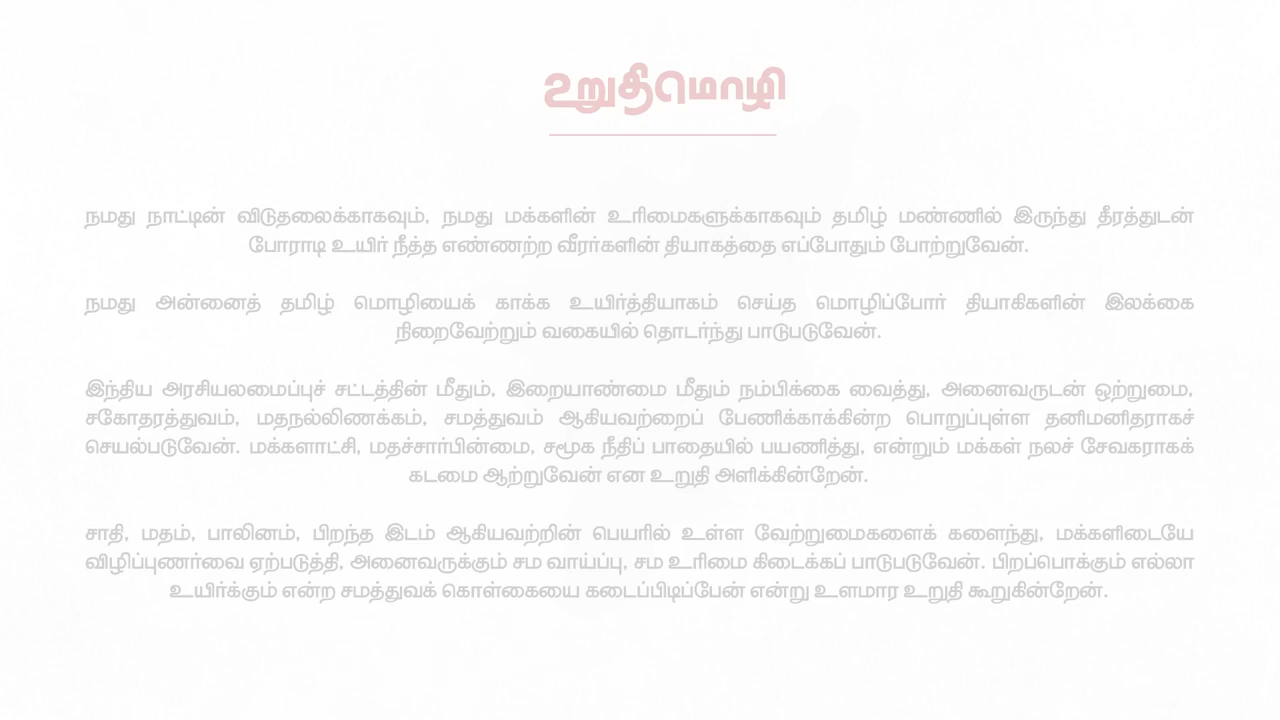 உறுதிமொழி
நமது நாட்டின் விடுதலைக்காகவும், நமது மக்களின் உரிமைகளுக்காகவும் தமிழ் மண்ணில் இருந்து தீரத்துடன்
போராடி உயிர் நீத்த எண்ணற்ற வீரர்களின் தியாகத்தை எப்போதும் போற்றுவேன்.
நமது அன்னைத் தமிழ் மொழியைக் காக்க உயிர்த்தியாகம் செய்த மொழிப்போர் தியாகிகளின் இலக்கை
நிறைவேற்றும் வகையில் தொடர்ந்து பாடுபடுவேன்.
இந்திய அரசியலமைப்புச் சட்டத்தின் மீதும், இறையாண்மை மீதும் நம்பிக்கை வைத்து, அனைவருடன் ஒற்றுமை,
சகோதரத்துவம், மதநல்லிணக்கம், சமத்துவம் ஆகியவற்றைப் பேணிக்காக்கின்ற பொறுப்புள்ள தனிமனிதராகச்
செயல்படுவேன். மக்களாட்சி, மதச்சார்பின்மை, சமூக நீதிப் பாதையில் பயணித்து, என்றும் மக்கள் நலச் சேவகராகக்
கடமை ஆற்றுவேன் என உறுதி அளிக்கின்றேன்.
சாதி, மதம், பாலினம், பிறந்த இடம் ஆகியவற்றின் பெயரில் உள்ள வேற்றுமைகளைக் களைந்து, மக்களிடையே
விழிப்புணர்வை ஏற்படுத்தி, அனைவருக்கும் சம வாய்ப்பு, சம உரிமை கிடைக்கப் பாடுபடுவேன். பிறப்பொக்கும் எல்லா
உயிர்க்கும் என்ற சமத்துவக் கொள்கையை கடைப்பிடிப்பேன் என்று உளமார உறுதி கூறுகின்றேன்.